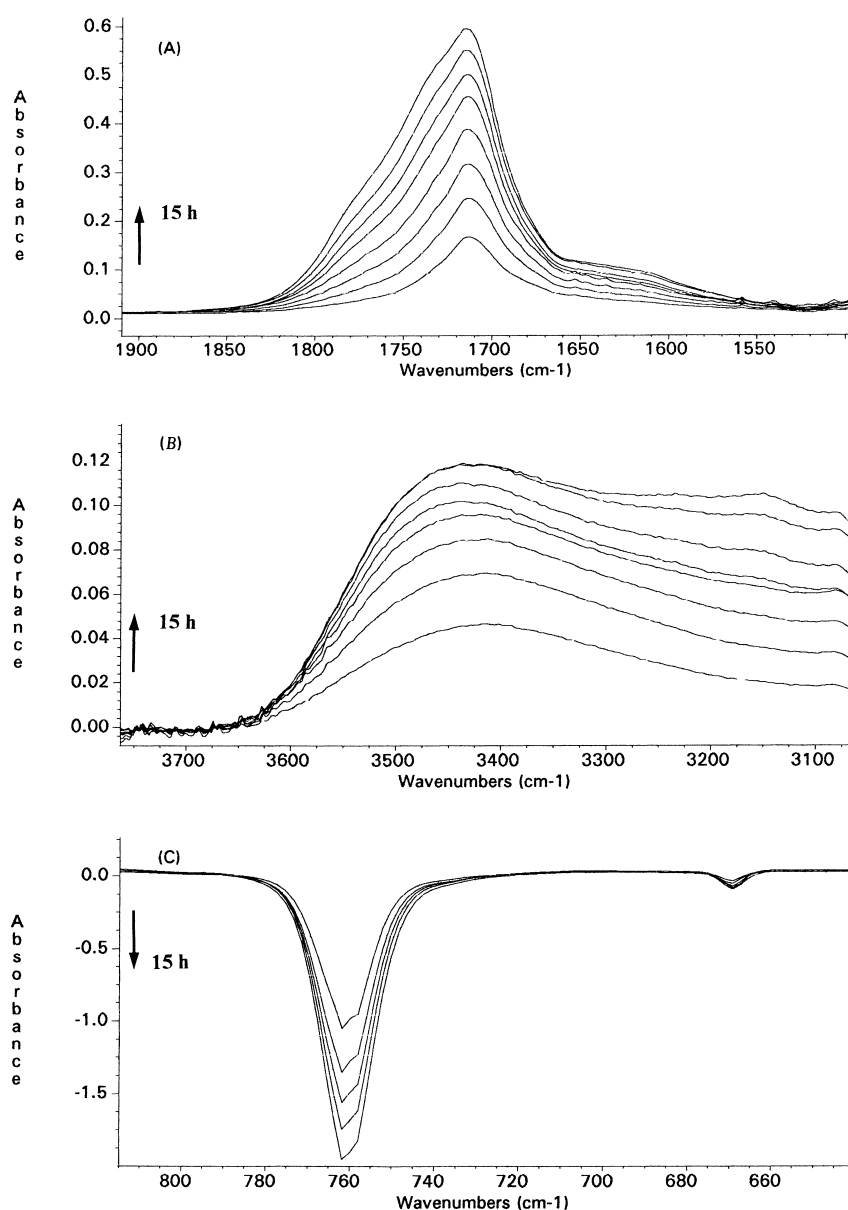 (A)
0.6
0.5
0.4
0.3
0.2
0.1
0.0
Absorbance
15 h
1900 1850 1800 1750 1700 1650 1600 1550
Wavenumbers (cm-1)
(B)
0.12
0.10
0.08
0.06
0.04
0.02
0.00
Absorbance
15 h
3700 3600 3500 3400 3300 3200 3100
Wavenumbers (cm-1)
(C)
0.0
-0.5
-1.0
-1.5
Absorbance
15 h
800 780 760 740 720 700 680 660
Wavenumbers (cm-1)